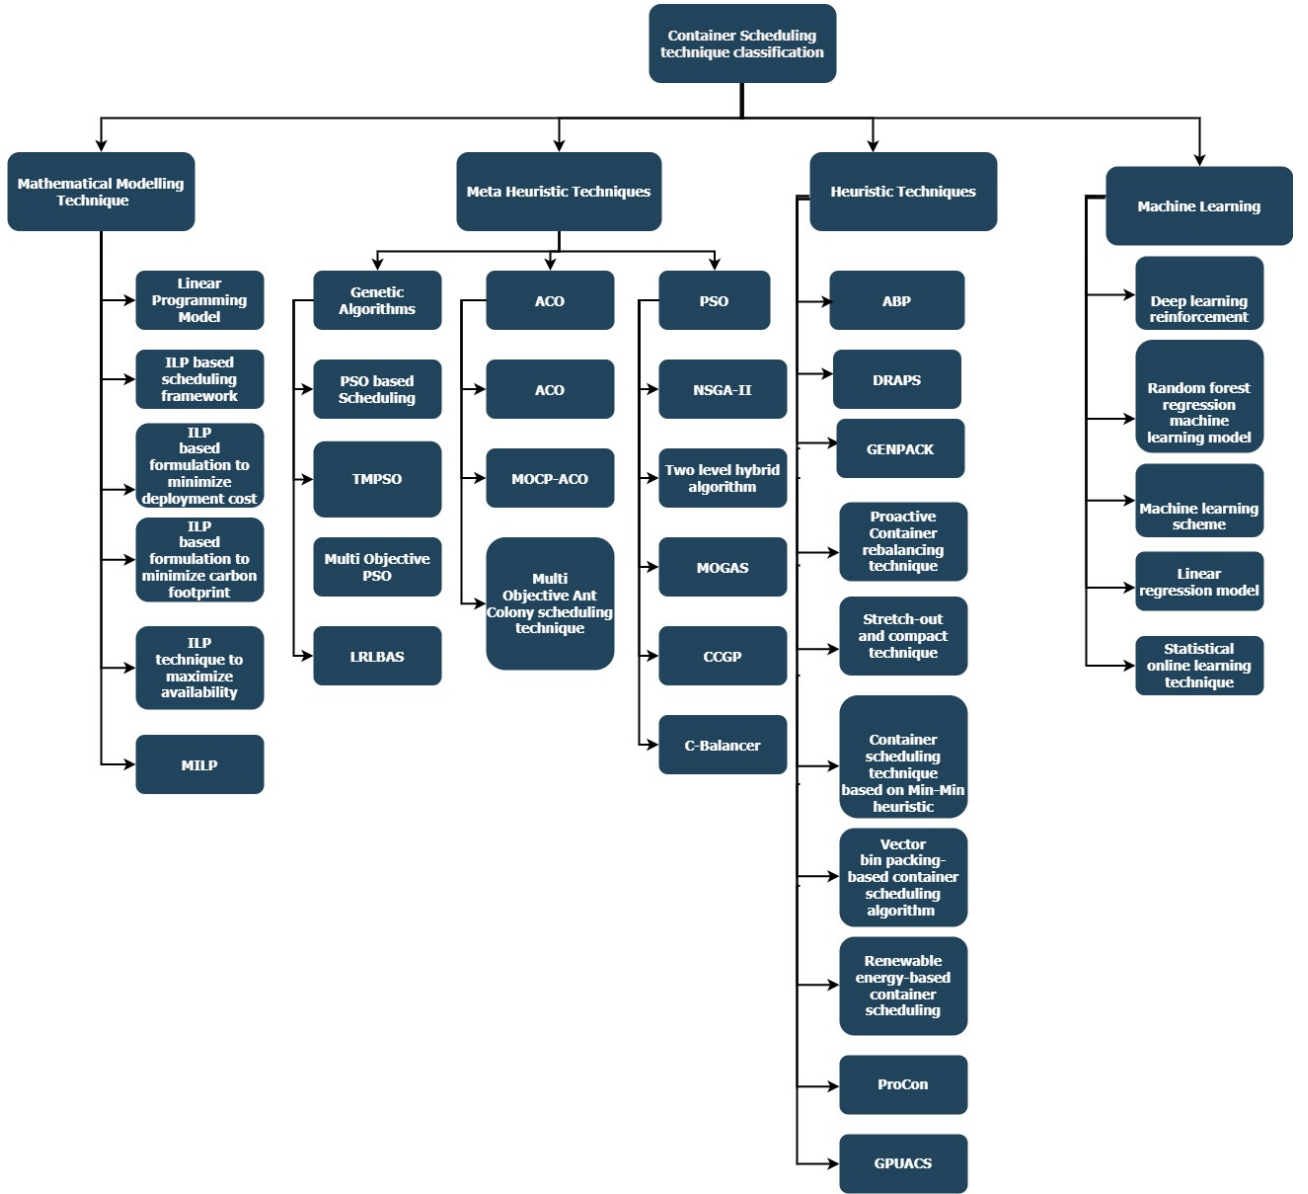 Container Scheduling
technique classification
Mathematical Modelling
Technique
Meta Heuristic Techniques
Heuristic Techniques
Machine Learning
Linear
Programming
Model
ILP based
scheduling
framework
ILP
based
formulation to
minimize
deployment cost
ILP
based
formulation to
minimize carbon
footprint
ILP
technique to
maximize
availability
MILP
Genetic
Algorithms
PSO based
Scheduling
TMPSO
Multi Objective
PSO
LRLBAS
ACO
ACO
MOCP-ACO
Multi
Objective Ant
Colony scheduling
technique
PSO
NSGA-II
Two level hybrid
algorithm
MOGAS
CCGP
C-Balancer
ABP
DRAPS
GENPACK
Proactive
Container
rebalancing
technique
Stretch-out
and compact
technique
Container
scheduling
technique
based on Min-Min
heuristic
Vector
bin packing-
based container
scheduling
algorithm
Renewable
energy-based
container
scheduling
ProCon
GPUACS
Deep learning
reinforcement
Random forest
regression
machine
learning model
Machine learning
scheme
Linear
regression model
Statistical
online learning
technique